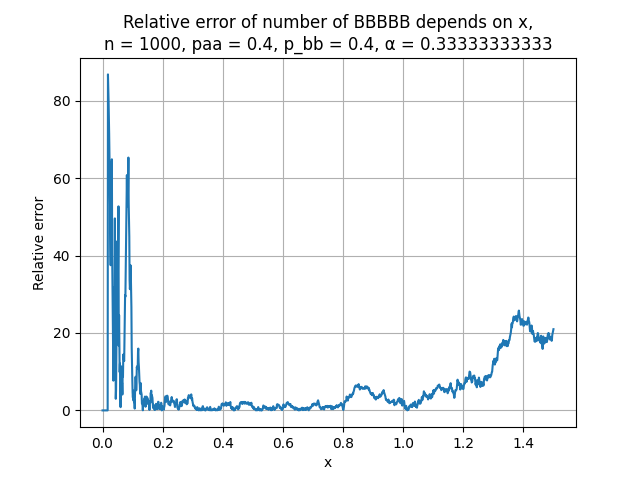 Relative error of number of BBBBB depends on x,
n = 1000, paa = 0.4, p_bb = 0.4, α = 0.33333333333
80
60
40
20
0
Relative error
0.0 0.2 0.4 0.6 0.8 1.0 1.2 1.4
x